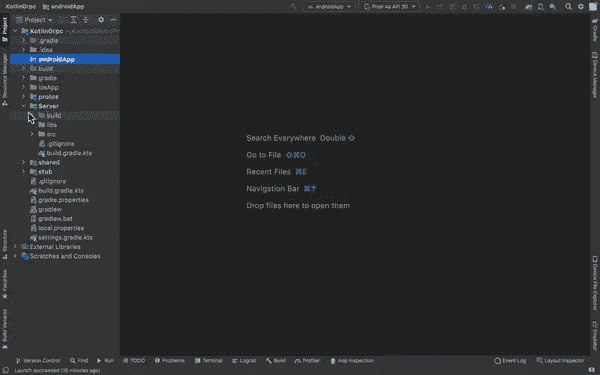 KotlinGrpc androidApp
androidApp Pixel 4a API 30
Project
KotlinGrpc
.gradle
.idea
androidApp
build
gradle
iosApp
protos
Server
build
libs
src
.gitignore
build.gradle.kts
shared
stub
.gitignore
build.gradle.kts
gradle.properties
gradlew
gradlew.bat
local.properties
settings.gradle.kts
External Libraries
Scratches and Consoles
Search Everywhere Double ⇧
Go to File ⇧⌘O
Recent Files ⌘E
Navigation Bar ⌘↑
Drop files here to open them
Project
Resource Manager
Structure
Favorites
Build Variants
Gradle
Device Manager
Device File Explorer
Emulator
Version Control Find Run TODO Problems Terminal Logcat Build Profiler App Inspection Event Log Layout Inspector
Launch succeeded (15 minutes ago)